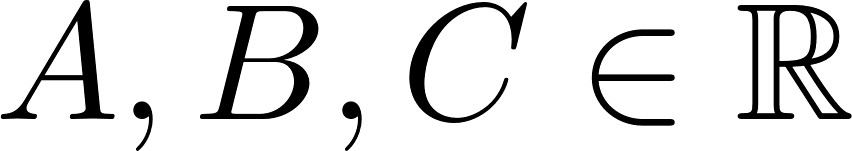 A, B, C ∈ ℝ